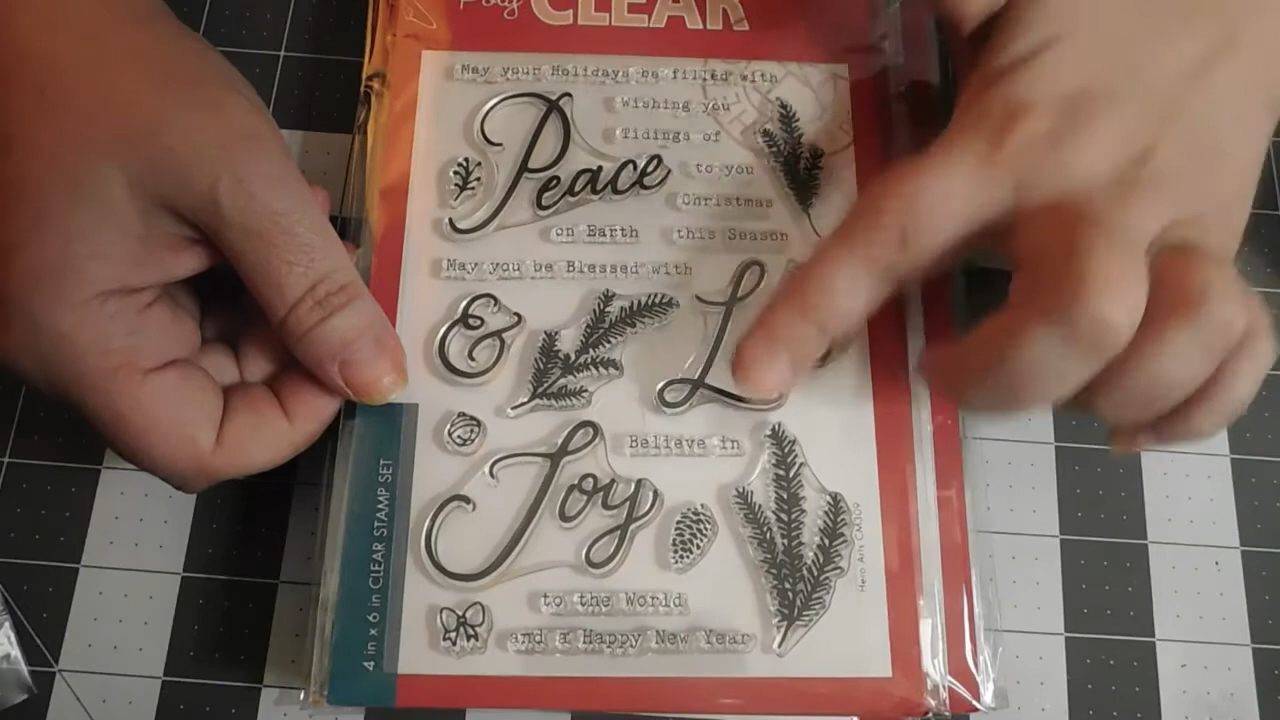 Poly CLEAR
May your Holidays be filled with
Peace
Wishing you
Tidings of
to you
Christmas
on Earth
this Season
May you be Blessed with
&
L
Believe in
Joy
to the World
and a Happy New Year
4 in x 6 in CLEAR STAMP SET
Hero Arts CM309